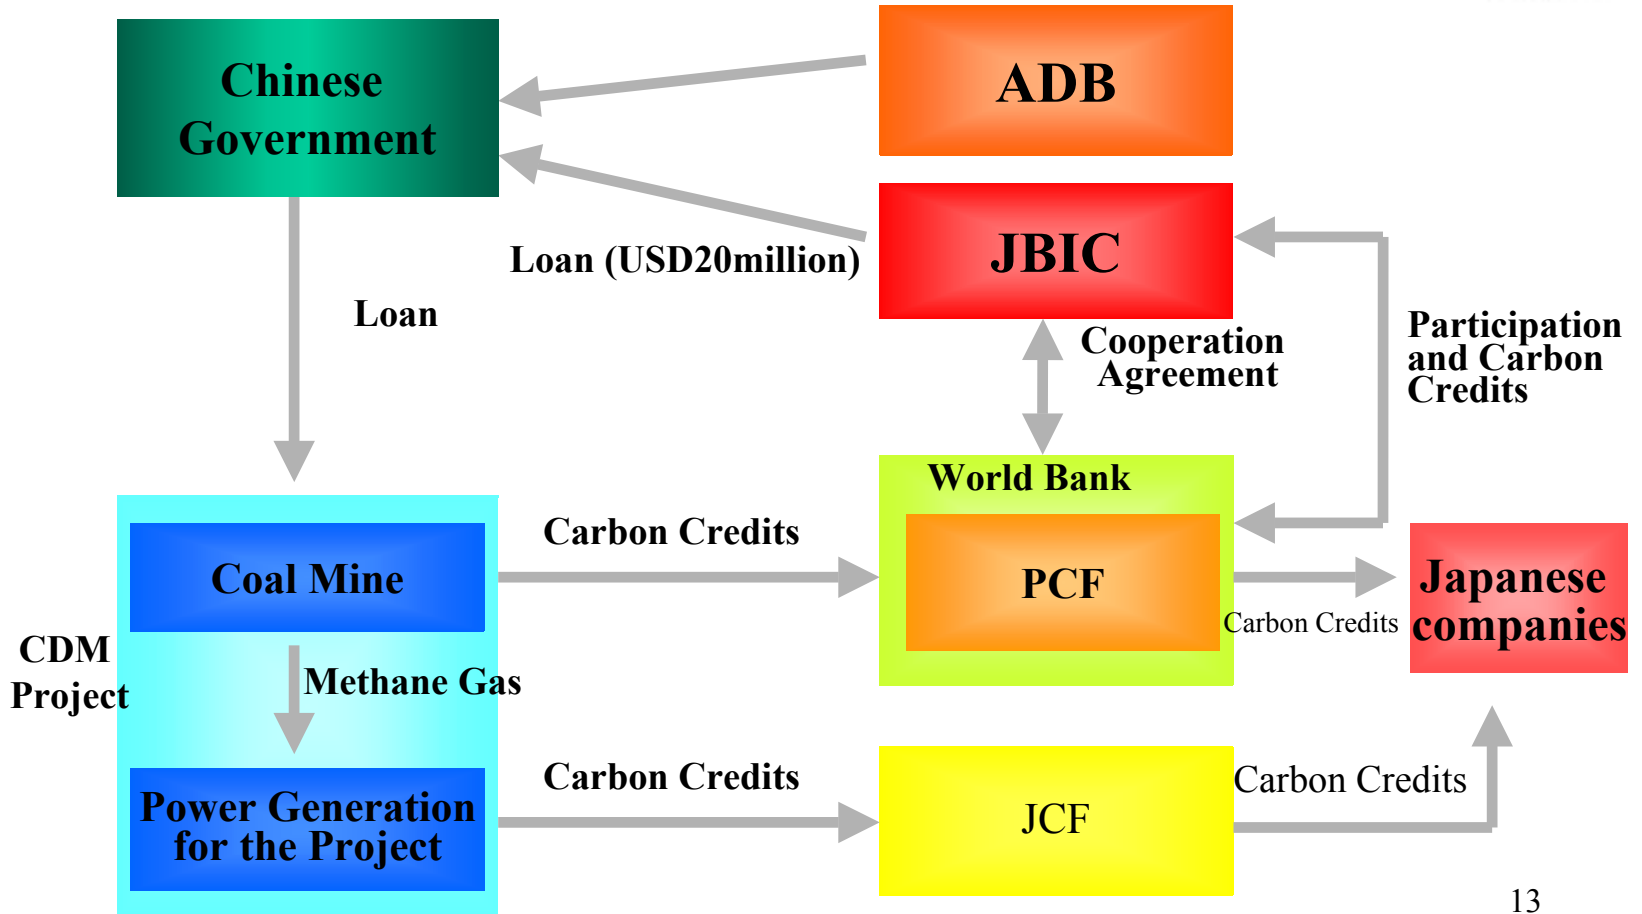 Chinese
Government
ADB
JBIC
Loan (USD20million)
Loan
Cooperation
Agreement
Participation
and Carbon
Credits
World Bank
Carbon Credits
Coal Mine
PCF
Carbon Credits
Japanese
companies
CDM
Project
Methane Gas
Carbon Credits
Power Generation
for the Project
JCF
Carbon Credits
13